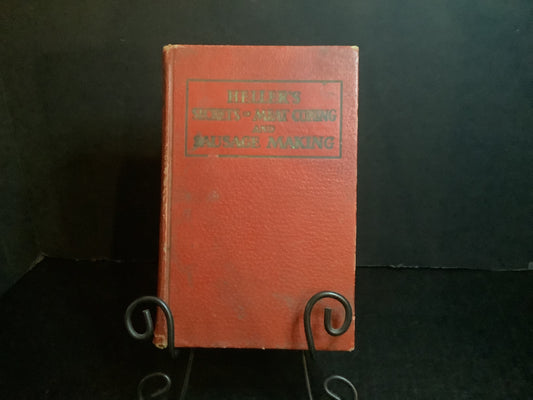 HELLER'S
SECRETS OF MEAT CURING
AND
SAUSAGE MAKING